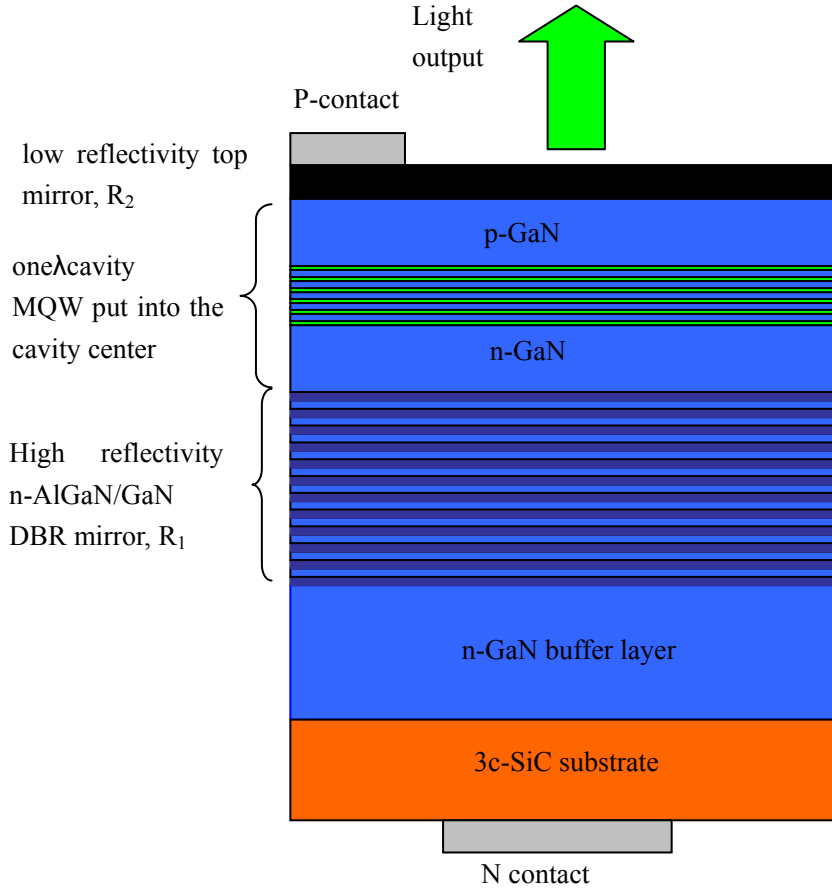 Light
output
P-contact
low reflectivity top
mirror, R2
p-GaN
oneλcavity
MQW put into the
cavity center
n-GaN
High reflectivity
n-AlGaN/GaN
DBR mirror, R1
n-GaN buffer layer
3c-SiC substrate
N contact